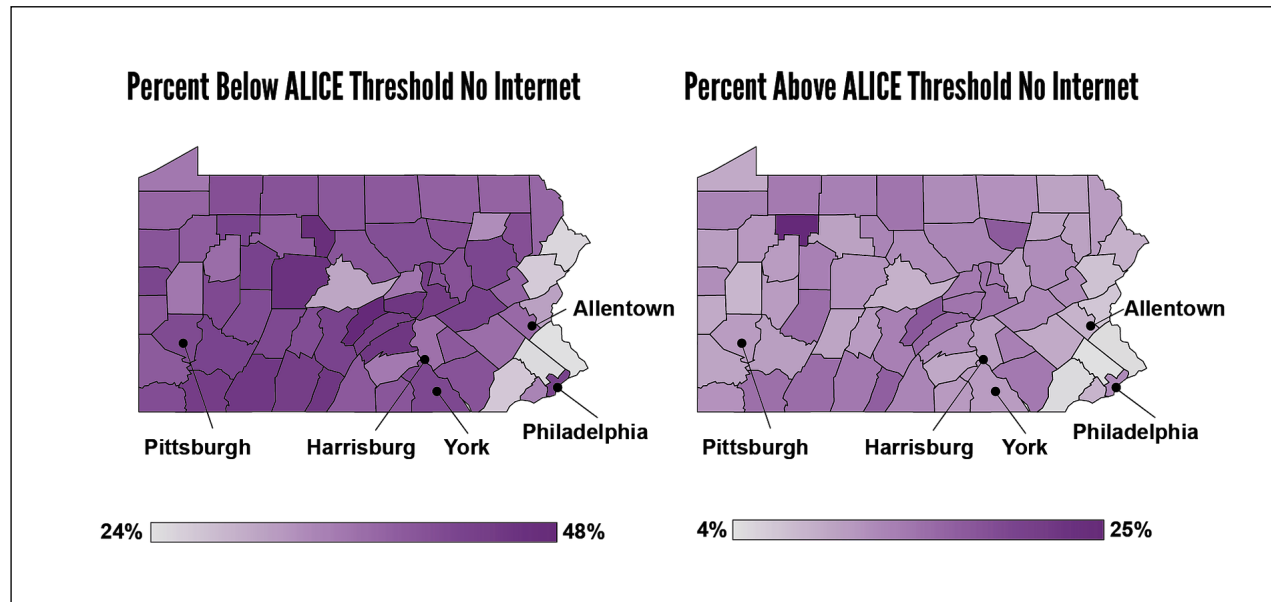 Percent Below ALICE Threshold No Internet
Percent Above ALICE Threshold No Internet
Allentown
Philadelphia
Pittsburgh
Harrisburg
York
Allentown
Philadelphia
Pittsburgh
Harrisburg
York
24%
48%
4%
25%